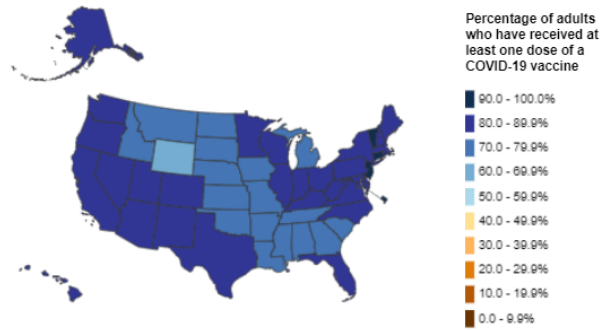 Percentage of adults
who have received at
least one dose of a
COVID-19 vaccine
90.0 - 100.0%
80.0 - 89.9%
70.0 - 79.9%
60.0 - 69.9%
50.0 - 59.9%
40.0 - 49.9%
30.0 - 39.9%
20.0 - 29.9%
10.0 - 19.9%
0.0 - 9.9%